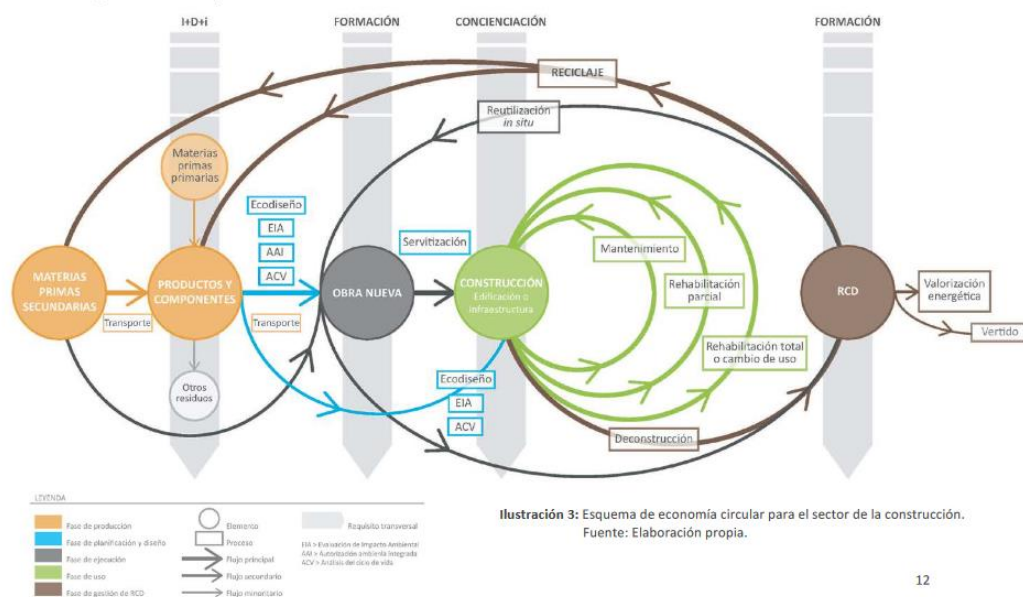 I+D+i
FORMACIÓN
CONCIENCIACIÓN
FORMACIÓN
RECICLAJE
Reutilización
in situ
Materias
primas
primarias
Ecodiseño
EIA
AAI
ACV
Servitización
MATERIAS
PRIMAS
SECUNDARIAS
Transporte
PRODUCTOS Y
COMPONENTES
Transporte
OBRA NUEVA
CONSTRUCCIÓN
Edificación o
infraestructura
Mantenimiento
Rehabilitación
parcial
Rehabilitación total
o cambio de uso
RCD
Valorización
energética
Vertido
Otros
residuos
Ecodiseño
EIA
ACV
Deconstrucción
LEYENDA
Fase de producción
Fase de planificación y diseño
Fase de ejecución
Fase de uso
Fase de gestión de RCD
Elemento
Proceso
Flujo principal
Flujo secundario
Flujo minoritario
Requisito transversal
EIA > Evaluación de Impacto Ambiental
AAI > Autorización ambiental integrada
ACV > Análisis del ciclo de vida
Ilustración 3: Esquema de economía circular para el sector de la construcción.
Fuente: Elaboración propia.
12